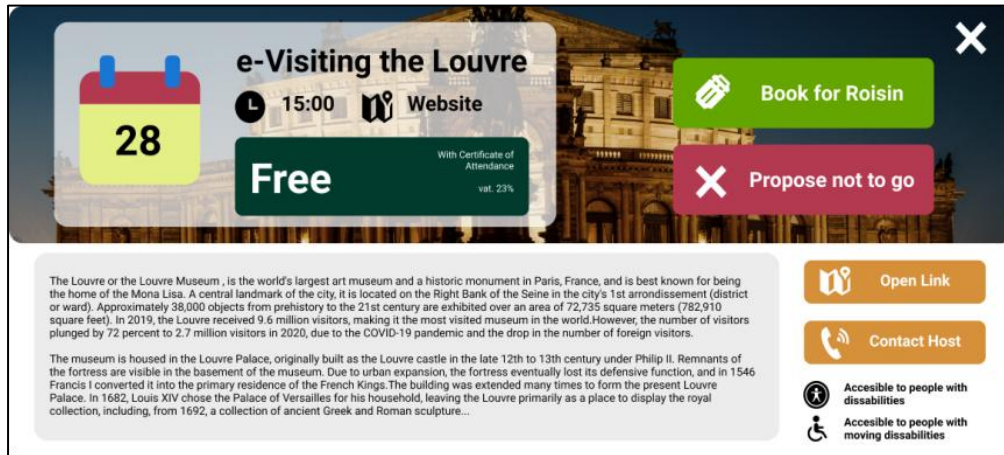 e-Visiting the Louvre
28
15:00
Website
Free
With Certificate of
Attendance
vat. 23%
Book for Roisin
Propose not to go
The Louvre or the Louvre Museum , is the world's largest art museum and a historic monument in Paris, France, and is best known for being
the home of the Mona Lisa. A central landmark of the city, it is located on the Right Bank of the Seine in the city's 1st arrondissement (district
or ward). Approximately 38,000 objects from prehistory to the 21st century are exhibited over an area of 72,735 square meters (782,910
square feet). In 2019, the Louvre received 9.6 million visitors, making it the most visited museum in the world.However, the number of visitors
plunged by 72 percent to 2.7 million visitors in 2020, due to the COVID-19 pandemic and the drop in the number of foreign visitors.
The museum is housed in the Louvre Palace, originally built as the Louvre castle in the late 12th to 13th century under Philip II. Remnants of
the fortress are visible in the basement of the museum. Due to urban expansion, the fortress eventually lost its defensive function, and in 1546
Francis I converted it into the primary residence of the French Kings.The building was extended many times to form the present Louvre
Palace. In 1682, Louis XIV chose the Palace of Versailles for his household, leaving the Louvre primarily as a place to display the royal
collection, including, from 1692, a collection of ancient Greek and Roman sculpture...
Open Link
Contact Host
Accesible to people with
dissabilities
Accesible to people with
moving dissabilities